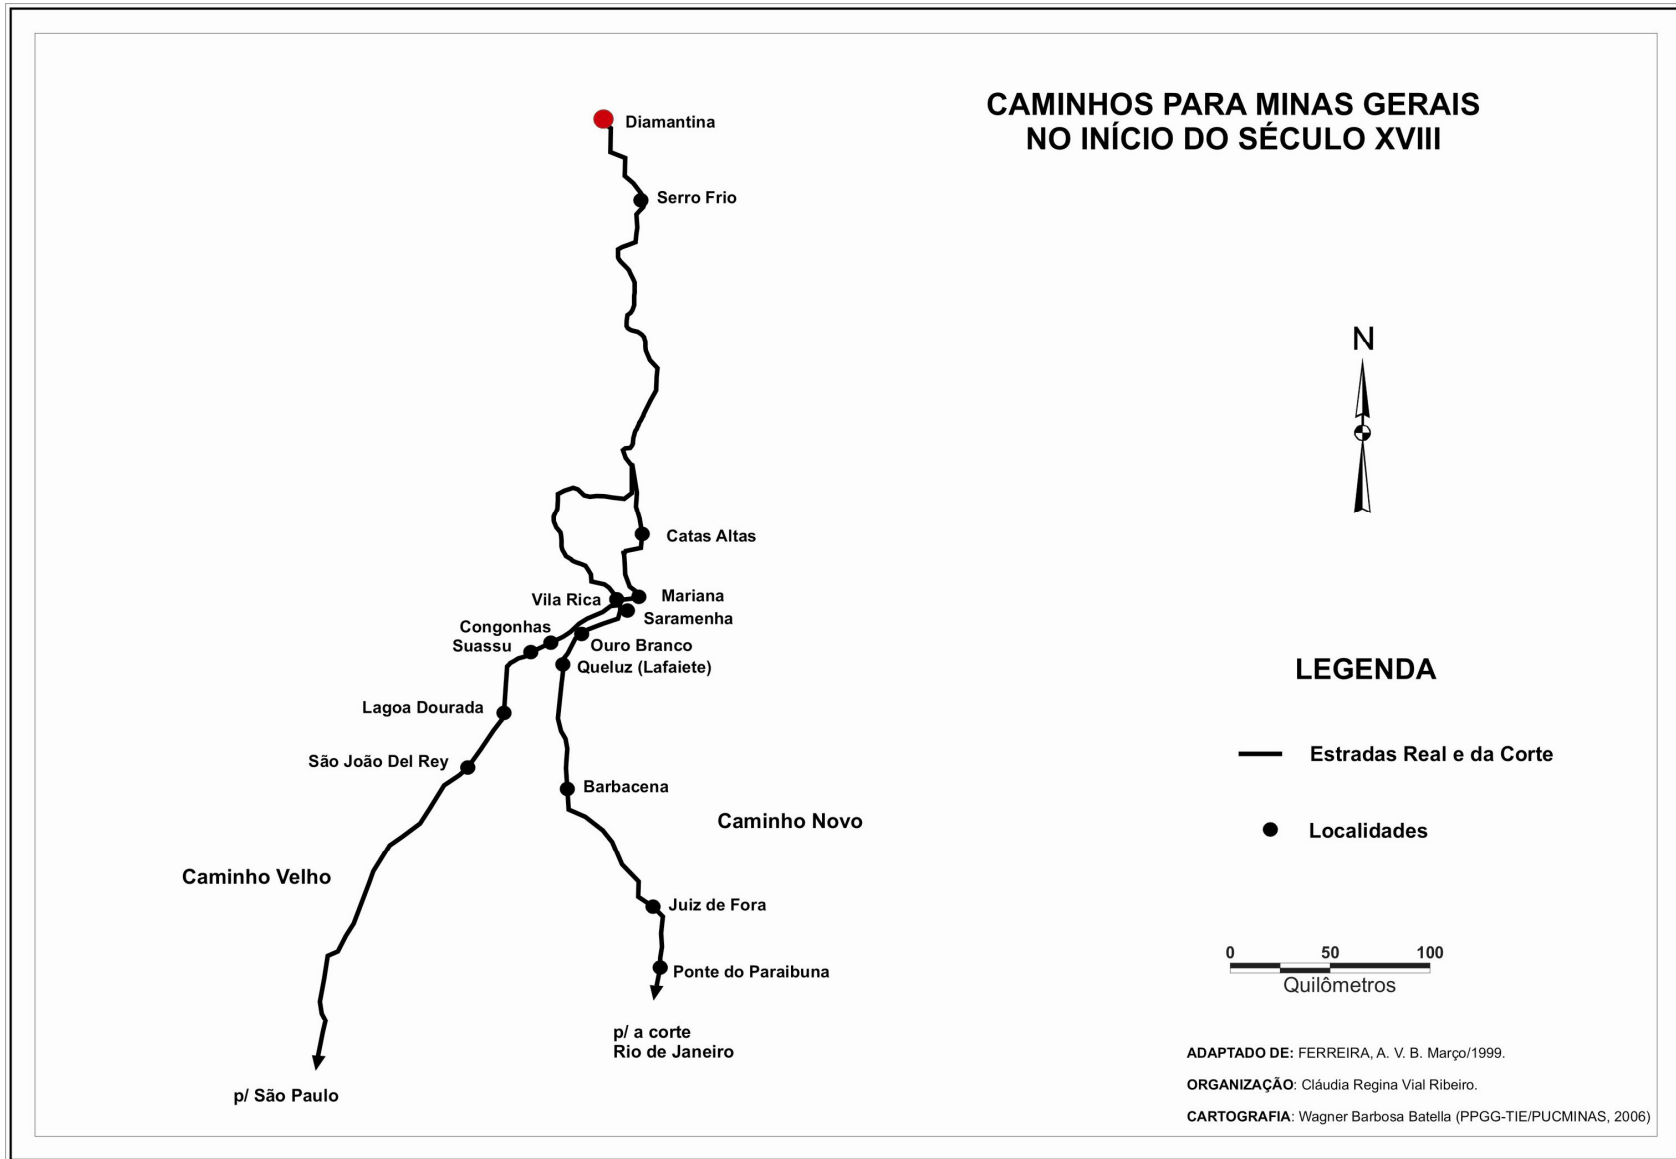 CAMINHOS PARA MINAS GERAIS
NO INÍCIO DO SÉCULO XVIII
Diamantina
Serro Frio
N
Catas Altas
Mariana
Vila Rica
Saramenha
Congonhas
Suassu
Ouro Branco
Queluz (Lafaiete)
Lagoa Dourada
São João Del Rey
Barbacena
Caminho Novo
Caminho Velho
Juiz de Fora
Ponte do Paraibuna
p/ a corte
Rio de Janeiro
p/ São Paulo
LEGENDA
Estradas Real e da Corte
Localidades
0 50 100
Quilômetros
ADAPTADO DE: FERREIRA, A. V. B. Março/1999.
ORGANIZAÇÃO: Cláudia Regina Vial Ribeiro.
CARTOGRAFIA: Wagner Barbosa Batella (PPGG-TIE/PUCMINAS, 2006)